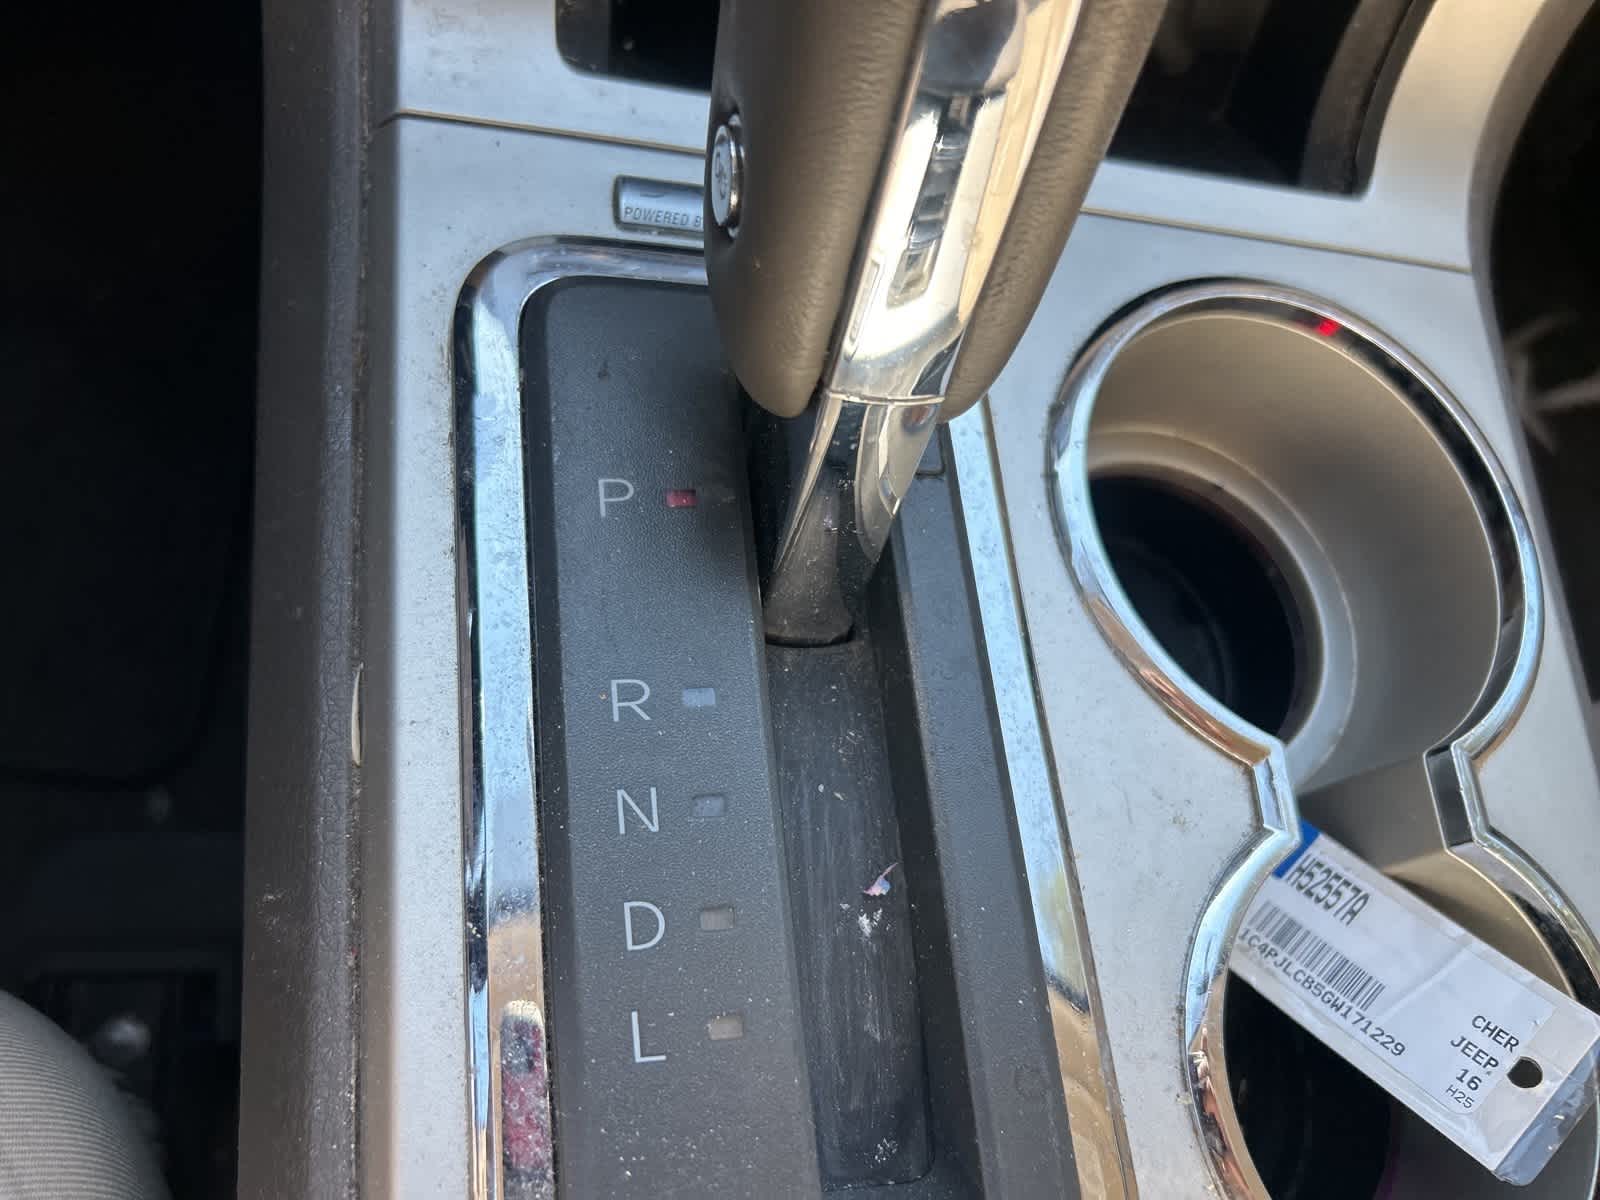 POWERED B
P
R
N
D
L
H52557A
1C4PJLCB5GW171229
CHER
JEEP
16
H25